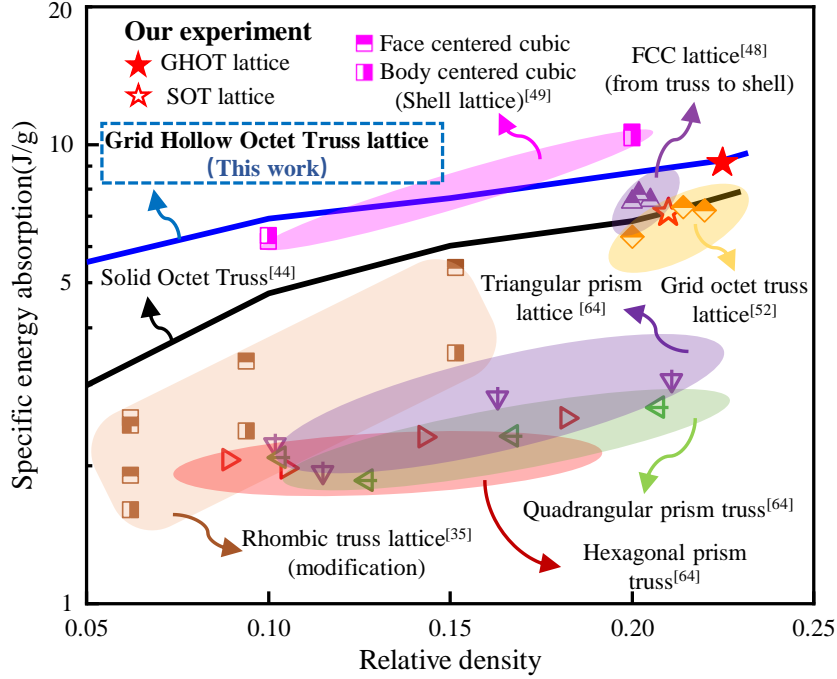 20
10
5
1
Specific energy absorption(J/g)
Our experiment
GHOT lattice
SOT lattice
Face centered cubic
Body centered cubic
(Shell lattice)[49]
FCC lattice[48]
(from truss to shell)
Grid Hollow Octet Truss lattice
(This work)
Solid Octet Truss[44]
Triangular prism
lattice [64]
Grid octet truss
lattice[52]
Quadrangular prism truss[64]
Rhombic truss lattice[35]
(modification)
Hexagonal prism
truss[64]
0.05
0.10
0.15
0.20
0.25
Relative density